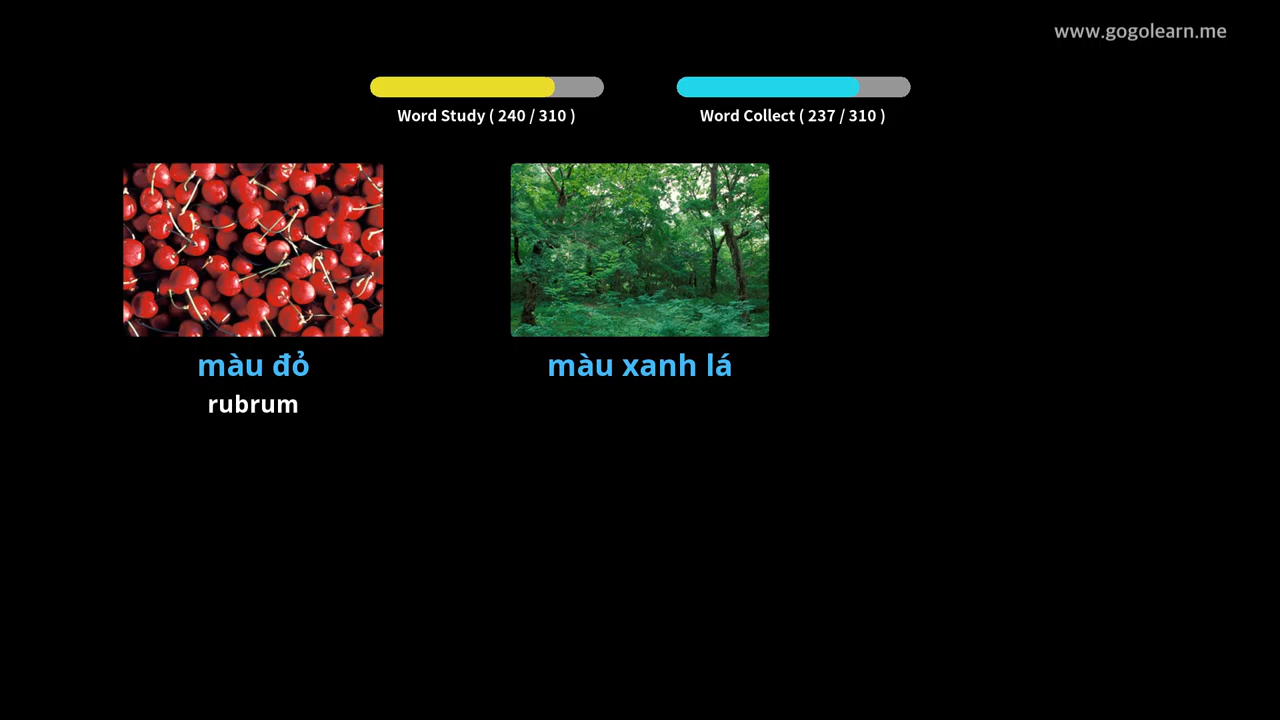 www.gogolearn.me
Word Study ( 240 / 310 )
Word Collect ( 237 / 310 )
màu đỏ
rubrum
màu xanh lá